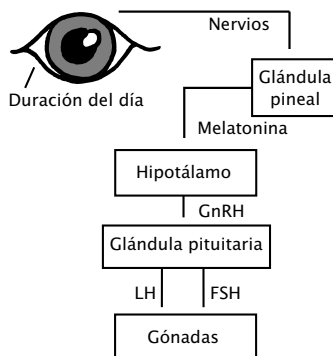 Nervios
Glándula
pineal
Duración del día
Melatonina
Hipotálamo
GnRH
Glándula pituitaria
LH
FSH
Gónadas